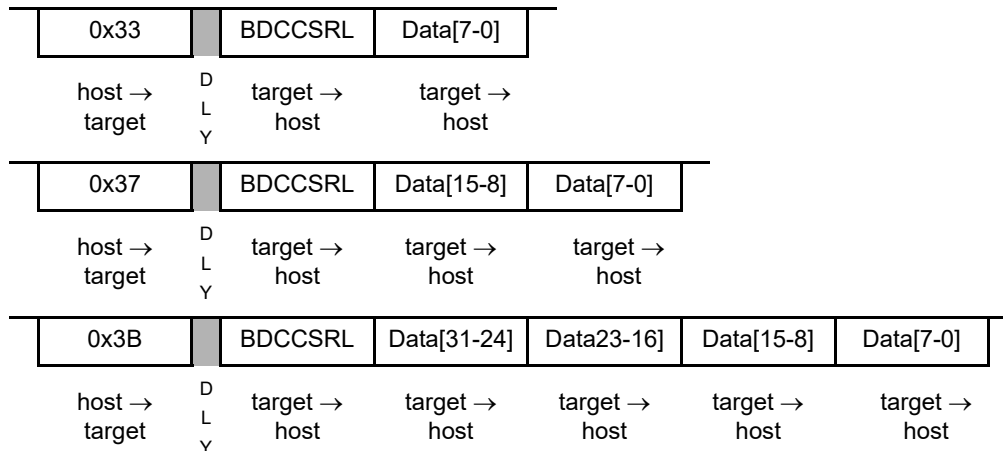 0x33 BDCCSRL Data[7-0]
host → target D L Y target → host target → host
0x37 BDCCSRL Data[15-8] Data[7-0]
host → target D L Y target → host target → host target → host
0x3B BDCCSRL Data[31-24] Data23-16] Data[15-8] Data[7-0]
host → target D L Y target → host target → host target → host target → host target → host